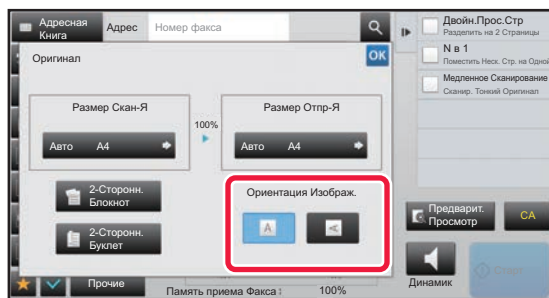 Адресная
Книга
Адрес
Номер факса
Двойн.Прос.Стр
Разделить на 2 Страницы
N в 1
Поместить Неск. Стр. на Одной
Медленное Сканирование
Сканир. Тонкий Оригинал
Оригинал
OK
Размер Скан-Я
100%
Размер Отпр-Я
Авто A4
Авто A4
2-Сторонн.
Блокнот
2-Сторонн.
Буклет
Ориентация Изображ.
A
A
Предварит.
Просмотр
CA
Прочие
Память приема Факса: 100%
Динамик
Старт